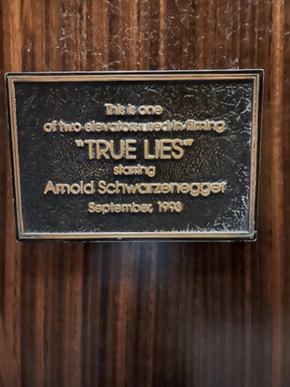 This is one
of two elevators used in filming
"TRUE LIES"
starring
Arnold Schwarzenegger
September, 1993